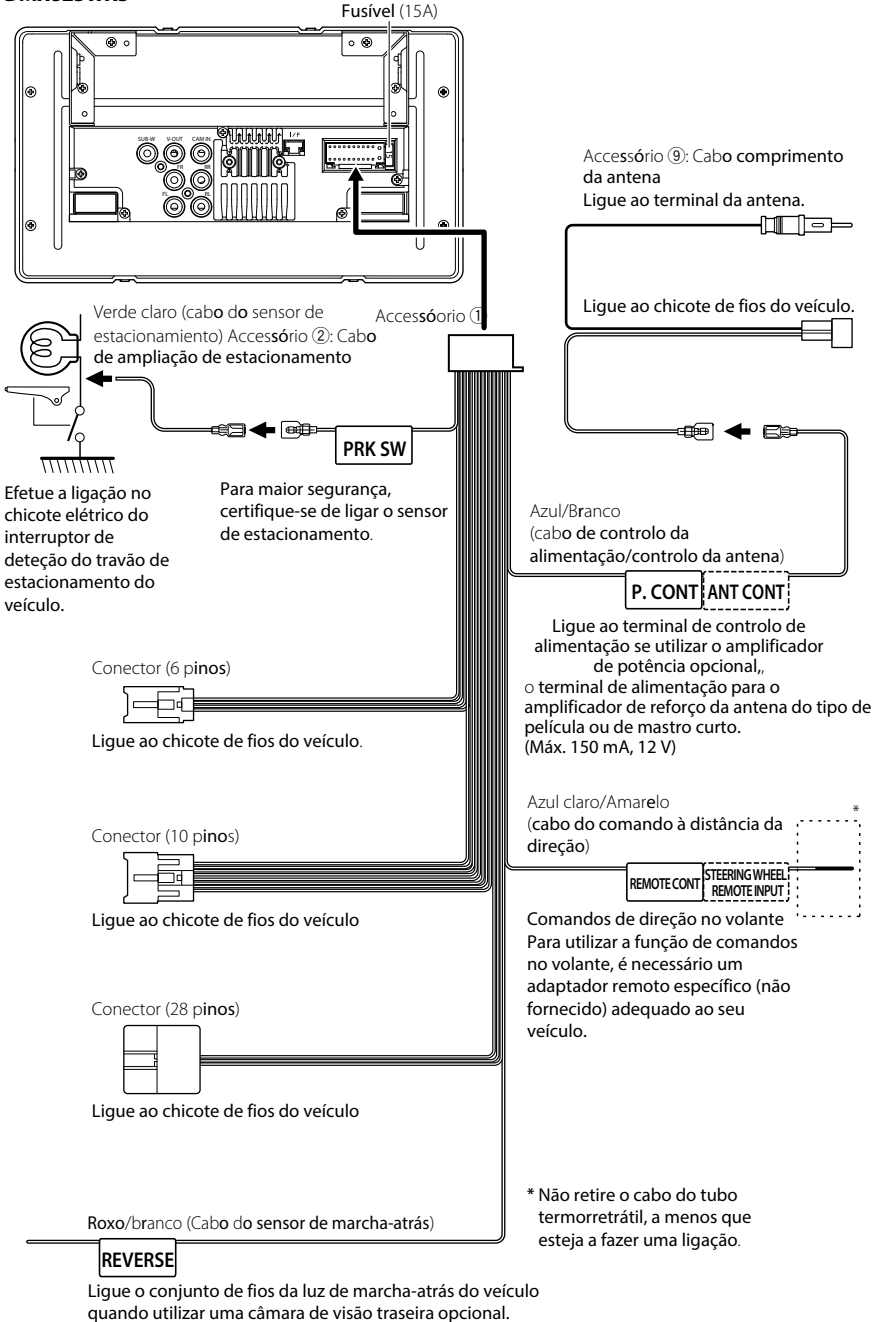 Fusível (15A)
SUB-W V-OUT CAM IN
I/F
FR
FL
RL
Accessório ⑨: Cabo comprimento
da antena
Ligue ao terminal da antena.
Ligue ao chicote de fios do veículo.
Verde claro (cabo do sensor de
estacionamiento) Accessório ②: Cabo
de ampliação de estacionamento
Accessóorio ①
PRK SW
Efetue a ligação no
chicote elétrico do
interruptor de
deteção do travão de
estacionamento do
veículo.
Para maior segurança,
certifique-se de ligar o sensor
de estacionamento.
Azul/Branco
(cabo de controlo da
alimentação/controlo da antena)
P. CONT ANT CONT
Ligue ao terminal de controlo de
alimentação se utilizar o amplificador
de potência opcional,,
o terminal de alimentação para o
amplificador de reforço da antena do tipo de
película ou de mastro curto.
(Máx. 150 mA, 12 V)
Conector (6 pinos)
Ligue ao chicote de fios do veículo.
Azul claro/Amarelo
(cabo do comando à distância da
direção)
*
REMOTE CONT
STEERING WHEEL
REMOTE INPUT
Comandos de direção no volante
Para utilizar a função de comandos
no volante, é necessário um
adaptador remoto específico (não
fornecido) adequado ao seu
veículo.
Conector (10 pinos)
Ligue ao chicote de fios do veículo
Conector (28 pinos)
Ligue ao chicote de fios do veículo
* Não retire o cabo do tubo
termorretrátil, a menos que
esteja a fazer uma ligação.
Roxo/branco (Cabo do sensor de marcha-atrás)
REVERSE
Ligue o conjunto de fios da luz de marcha-atrás do veículo
quando utilizar uma câmara de visão traseira opcional.